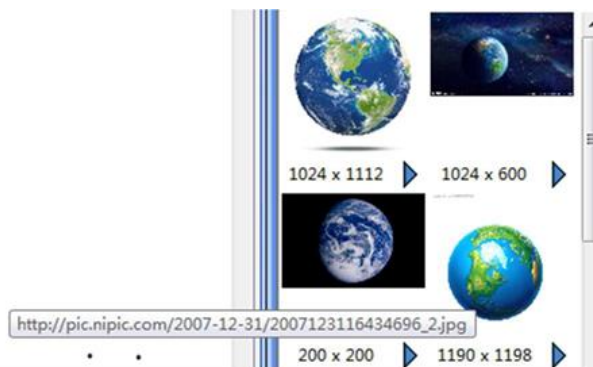 1024 x 1112
1024 x 600
http://pic.nipic.com/2007-12-31/2007123116434696_2.jpg
200 x 200
1190 x 1198